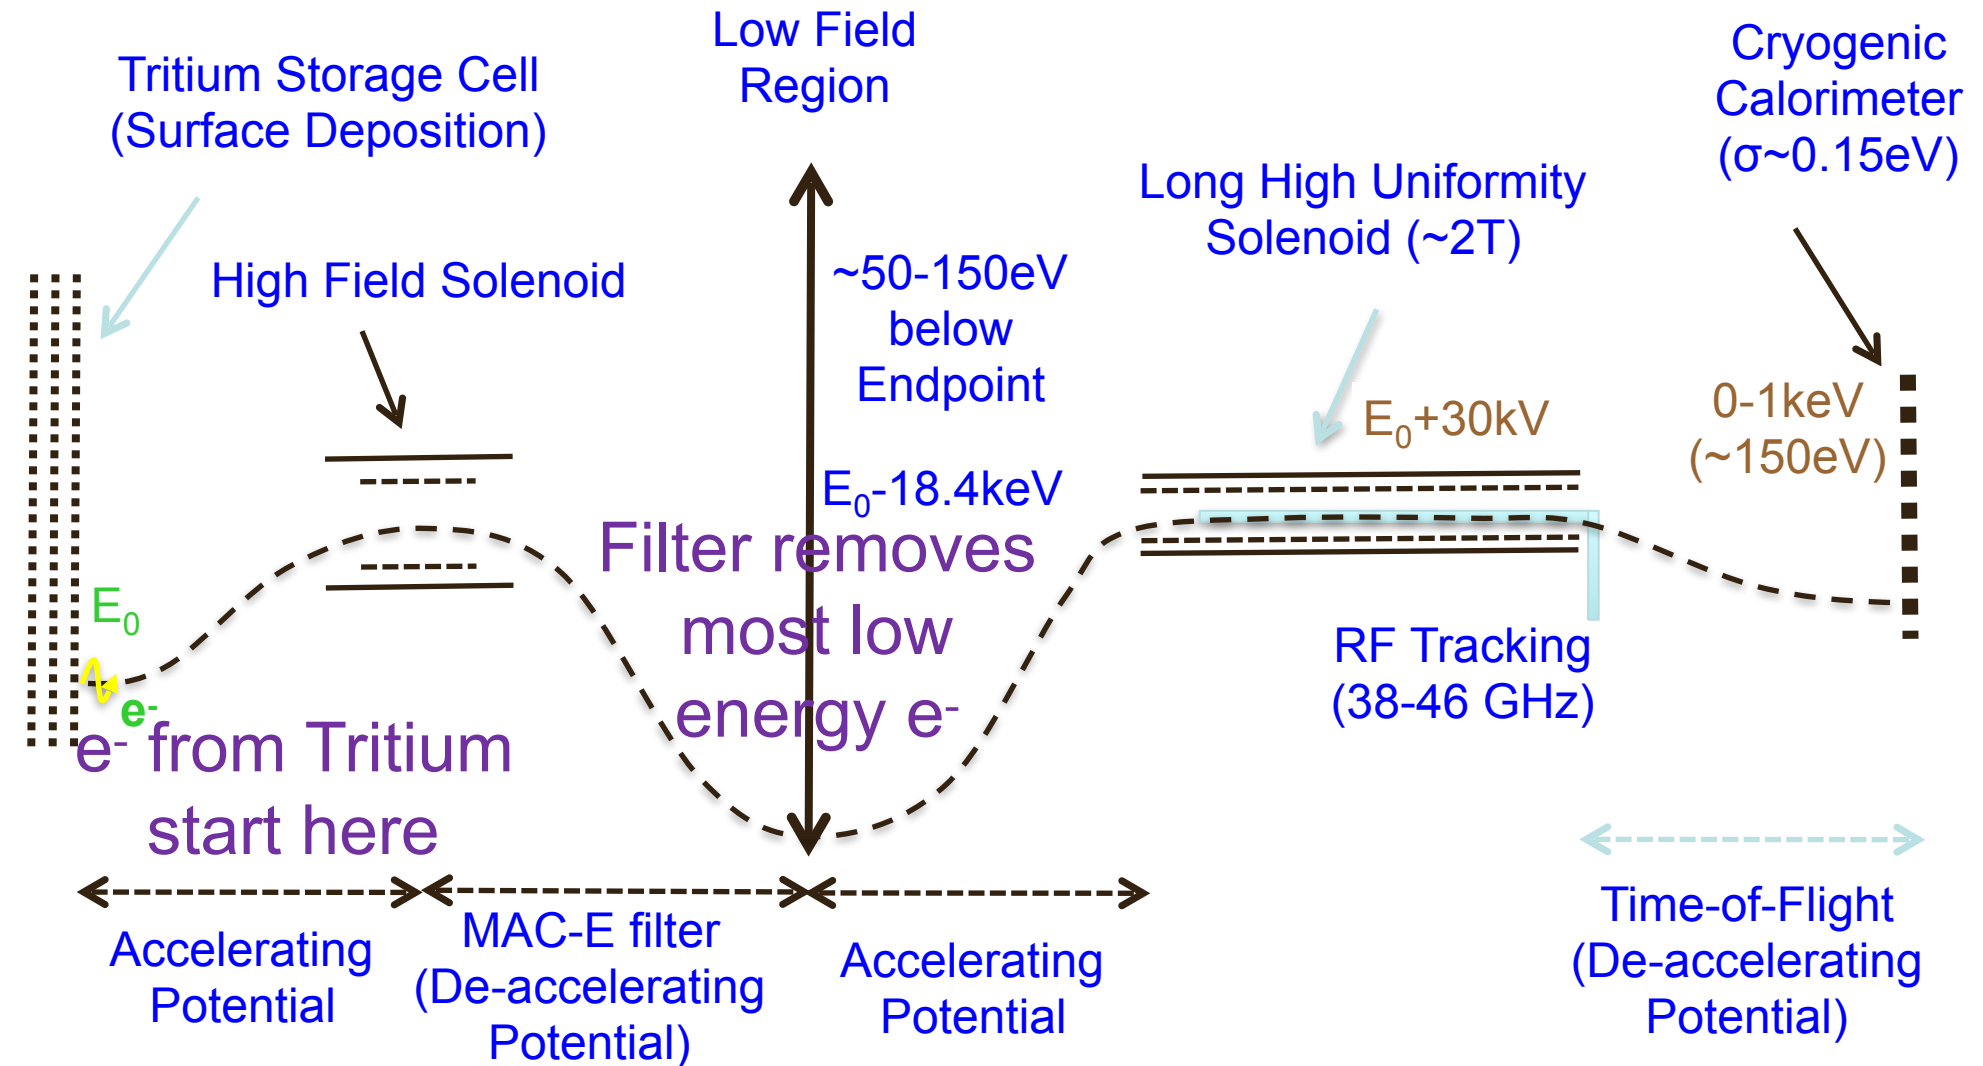 Low Field
Region
Tritium Storage Cell
(Surface Deposition)
Cryogenic
Calorimeter
(σ~0.15eV)
Long High Uniformity
Solenoid (~2T)
High Field Solenoid
~50-150eV
below
Endpoint
E₀+30kV
0-1keV
(~150eV)
E₀-18.4keV
Filter removes
most low
energy e⁻
E₀
e⁻
e⁻ from Tritium
start here
RF Tracking
(38-46 GHz)
Accelerating
Potential
MAC-E filter
(De-accelerating
Potential)
Accelerating
Potential
Time-of-Flight
(De-accelerating
Potential)